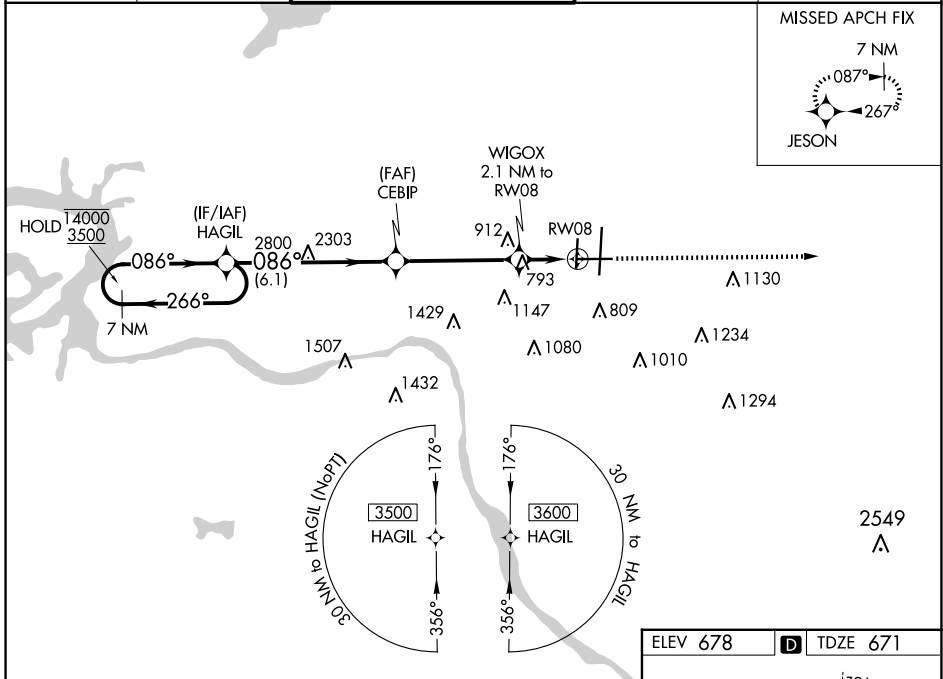 MISSED APCH FIX
7 NM
087°
267°
JESON
WIGOX
2.1 NM to
RW08
(FAF)
CEBIP
(IF/IAF)
HAGIL
HOLD 14000
3500
2800
2303
912
RW08
086°
086°
(6.1)
793
1130
266°
7 NM
1147
809
1429
1234
1507
1080
1010
1432
1294
30 NM to HAGIL (NoPT)
176°
3500
HAGIL
356°
176°
3600
HAGIL
356°
30 NM to HAGIL
2549
ELEV 678 D TDZE 671